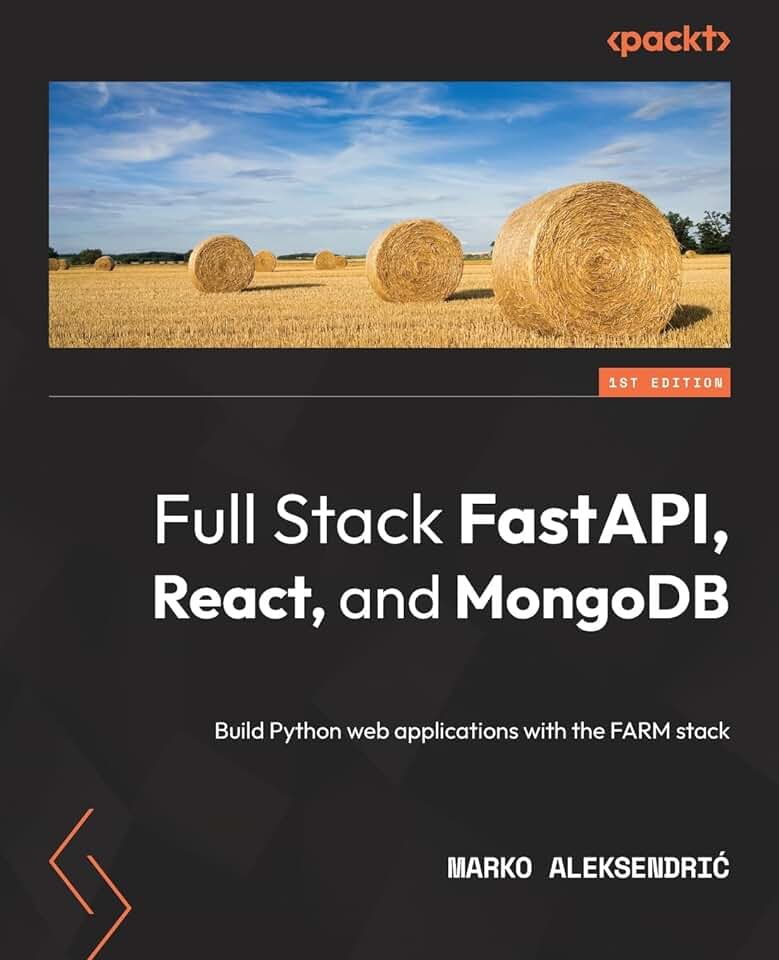 <packt>
1ST EDITION
Full Stack FastAPI,
React, and MongoDB
Build Python web applications with the FARM stack
MARKO ALEKSENDRIĆ